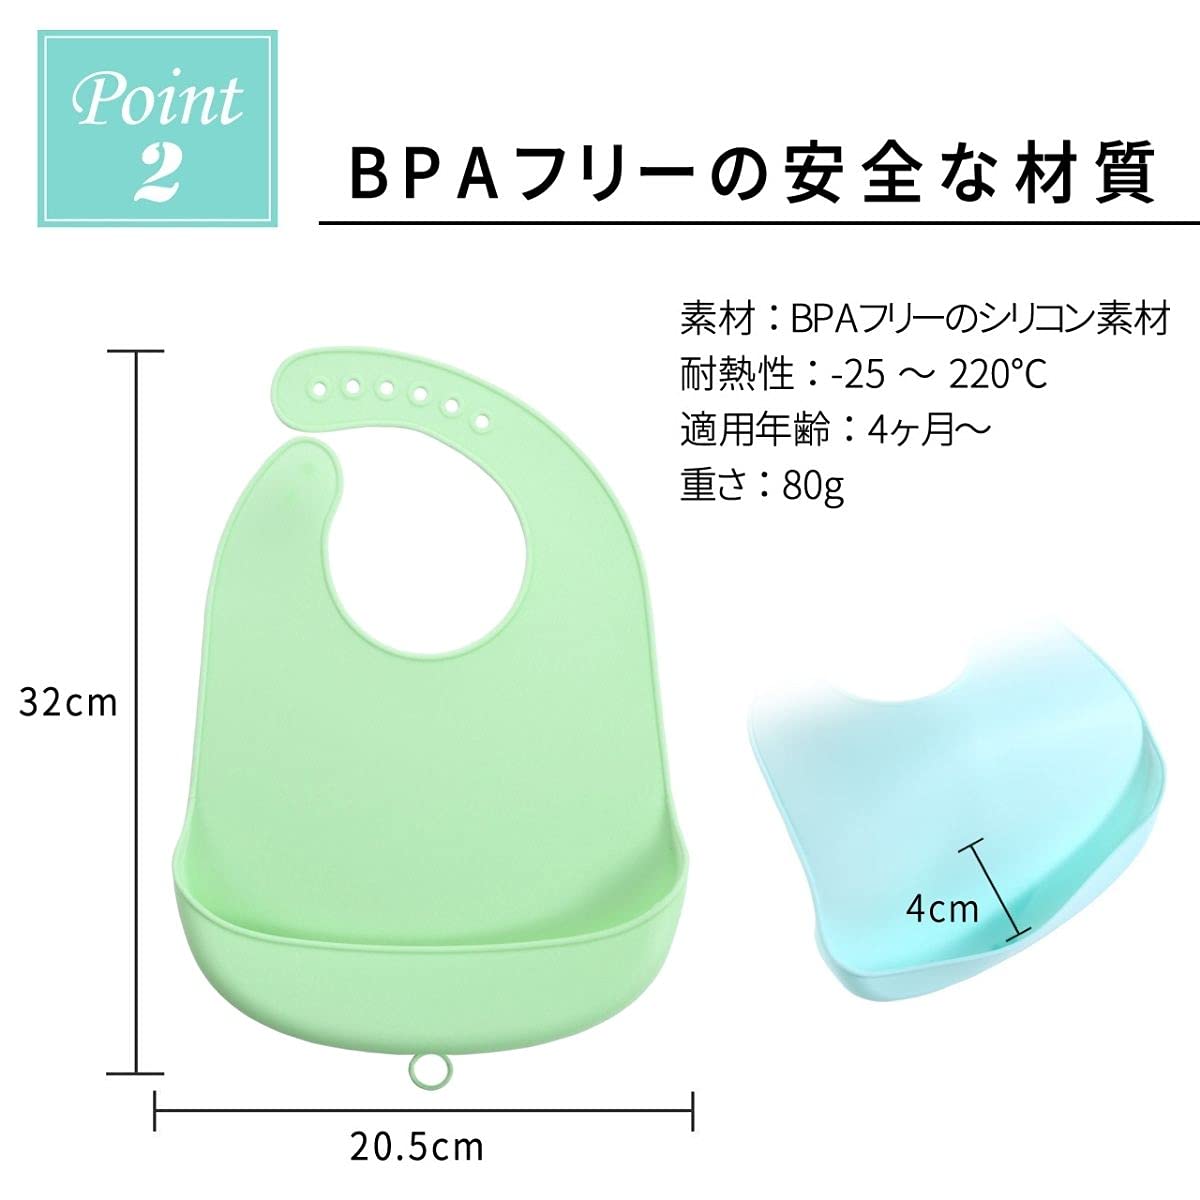 Point
2
BPAフリーの安全な材質
素材：BPAフリーのシリコン素材
耐熱性：-25 ～ 220℃
適用年齢：4ヶ月～
重さ：80g
32cm
4cm
20.5cm